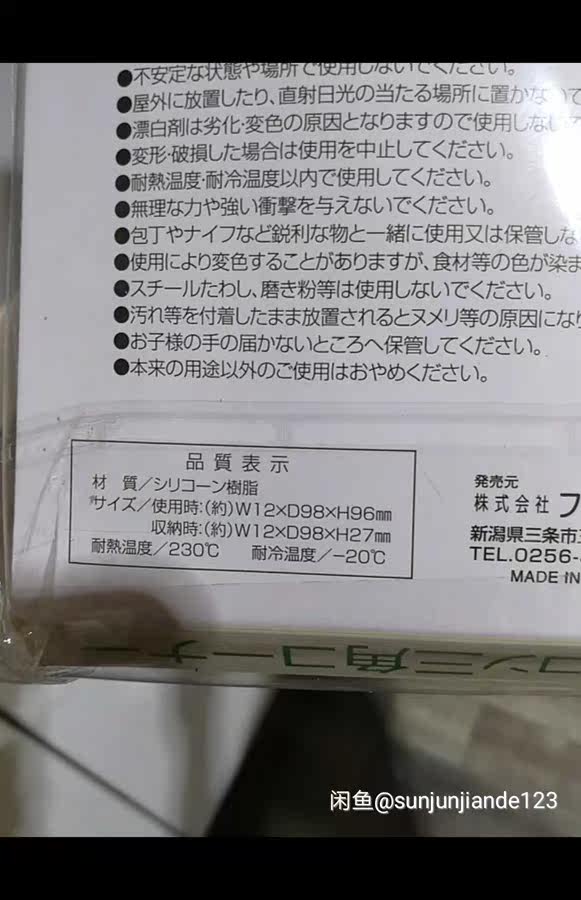 ●不安定な状態や場所で使用しないでください。
●屋外に放置したり、直射日光の当たる場所に置かないで
●漂白剤は劣化・変色の原因となりますので使用しないで
●変形・破損した場合は使用を中止してください。
●耐熱温度・耐冷温度以内で使用してください。
●無理な力や強い衝撃を与えないでください。
●包丁やナイフなど鋭利な物と一緒に使用又は保管しな
●使用により変色することがありますが、食材等の色が染ま
●スチールたわし、磨き粉等は使用しないでください。
●汚れ等を付着したまま放置されるとヌメリ等の原因にな
●お子様の手の届かないところへ保管してください。
●本来の用途以外のご使用はおやめください。
品質表示
材 質／シリコーン樹脂
サイズ／使用時:(約)W12×D98×H96㎜
収納時:(約)W12×D98×H27㎜
耐熱温度／230℃ 耐冷温度／−20℃
発売元
株式会社 フ
新潟県三条市
TEL.0256-
MADE IN
コン三角コーナー
闲鱼@sunjunjiande123